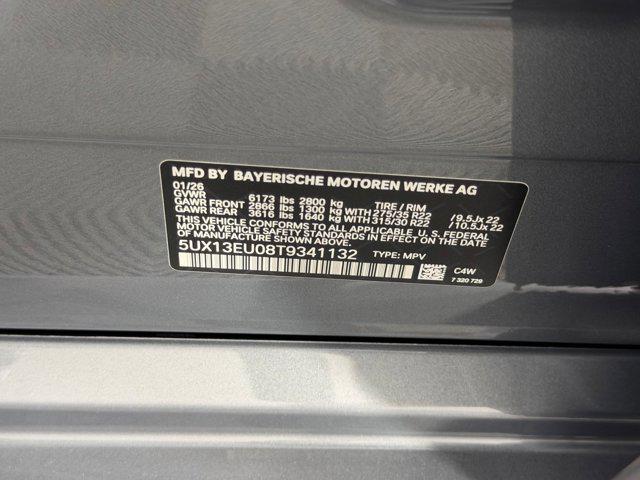 MFD BY BAYERISCHE MOTOREN WERKE AG
01/26
GVWR 6173 lbs 2800 kg TIRE / RIM
GAWR FRONT 2866 lbs 1300 kg WITH 275/35 R22 / 9.5Jx 22
GAWR REAR 3616 lbs 1640 kg WITH 315/30 R22 / 10.5Jx 22
THIS VEHICLE CONFORMS TO ALL APPLICABLE U.S. FEDERAL
MOTOR VEHICLE SAFETY STANDARDS IN EFFECT
ON THE DATE OF MANUFACTURE SHOWN ABOVE.
5UX13EU08T9341132 TYPE: MPV C4W
7 320 729